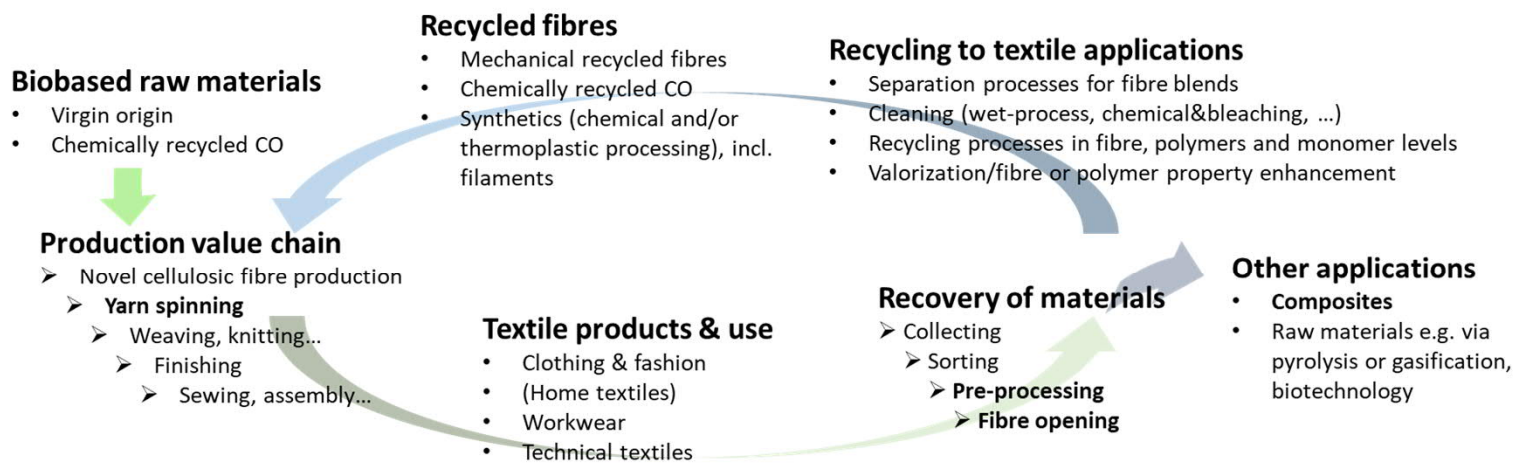 Biobased raw materials
• Virgin origin
• Chemically recycled CO
Recycled fibres
• Mechanical recycled fibres
• Chemically recycled CO
• Synthetics (chemical and/or
thermoplastic processing), incl.
filaments
Recycling to textile applications
• Separation processes for fibre blends
• Cleaning (wet-process, chemical&bleaching, ...)
• Recycling processes in fibre, polymers and monomer levels
• Valorization/fibre or polymer property enhancement
Production value chain
➢ Novel cellulosic fibre production
➢ Yarn spinning
➢ Weaving, knitting...
➢ Finishing
➢ Sewing, assembly...
Textile products & use
• Clothing & fashion
• (Home textiles)
• Workwear
• Technical textiles
Recovery of materials
➢ Collecting
➢ Sorting
➢ Pre-processing
➢ Fibre opening
Other applications
• Composites
• Raw materials e.g. via
pyrolysis or gasification,
biotechnology